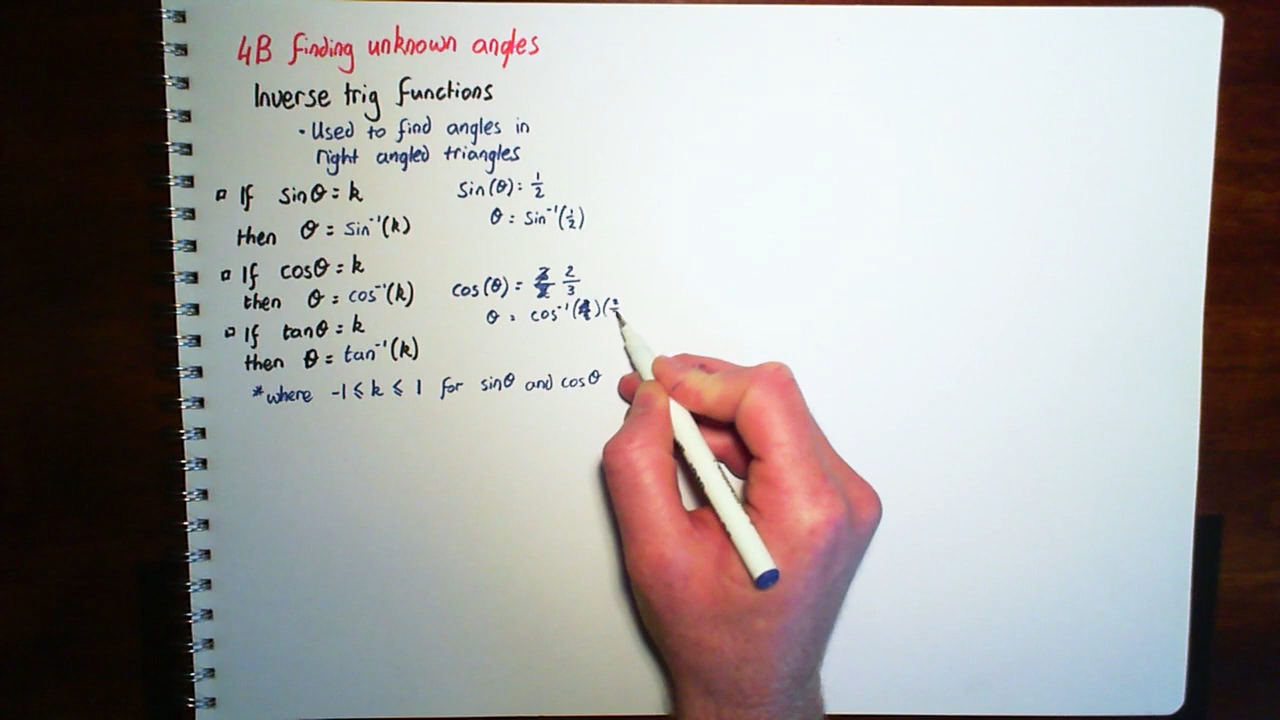 4B finding unknown angles
Inverse trig functions
• Used to find angles in
right angled triangles
If sinθ = k
then θ = sin⁻¹(k)
sin(θ) = 1/2
θ = sin⁻¹(1/2)
If cosθ = k
then θ = cos⁻¹(k)
cos(θ) = 2/3
θ = cos⁻¹(
If tanθ = k
then θ = tan⁻¹(k)
*where -1 ≤ k ≤ 1 for sinθ and cosθ